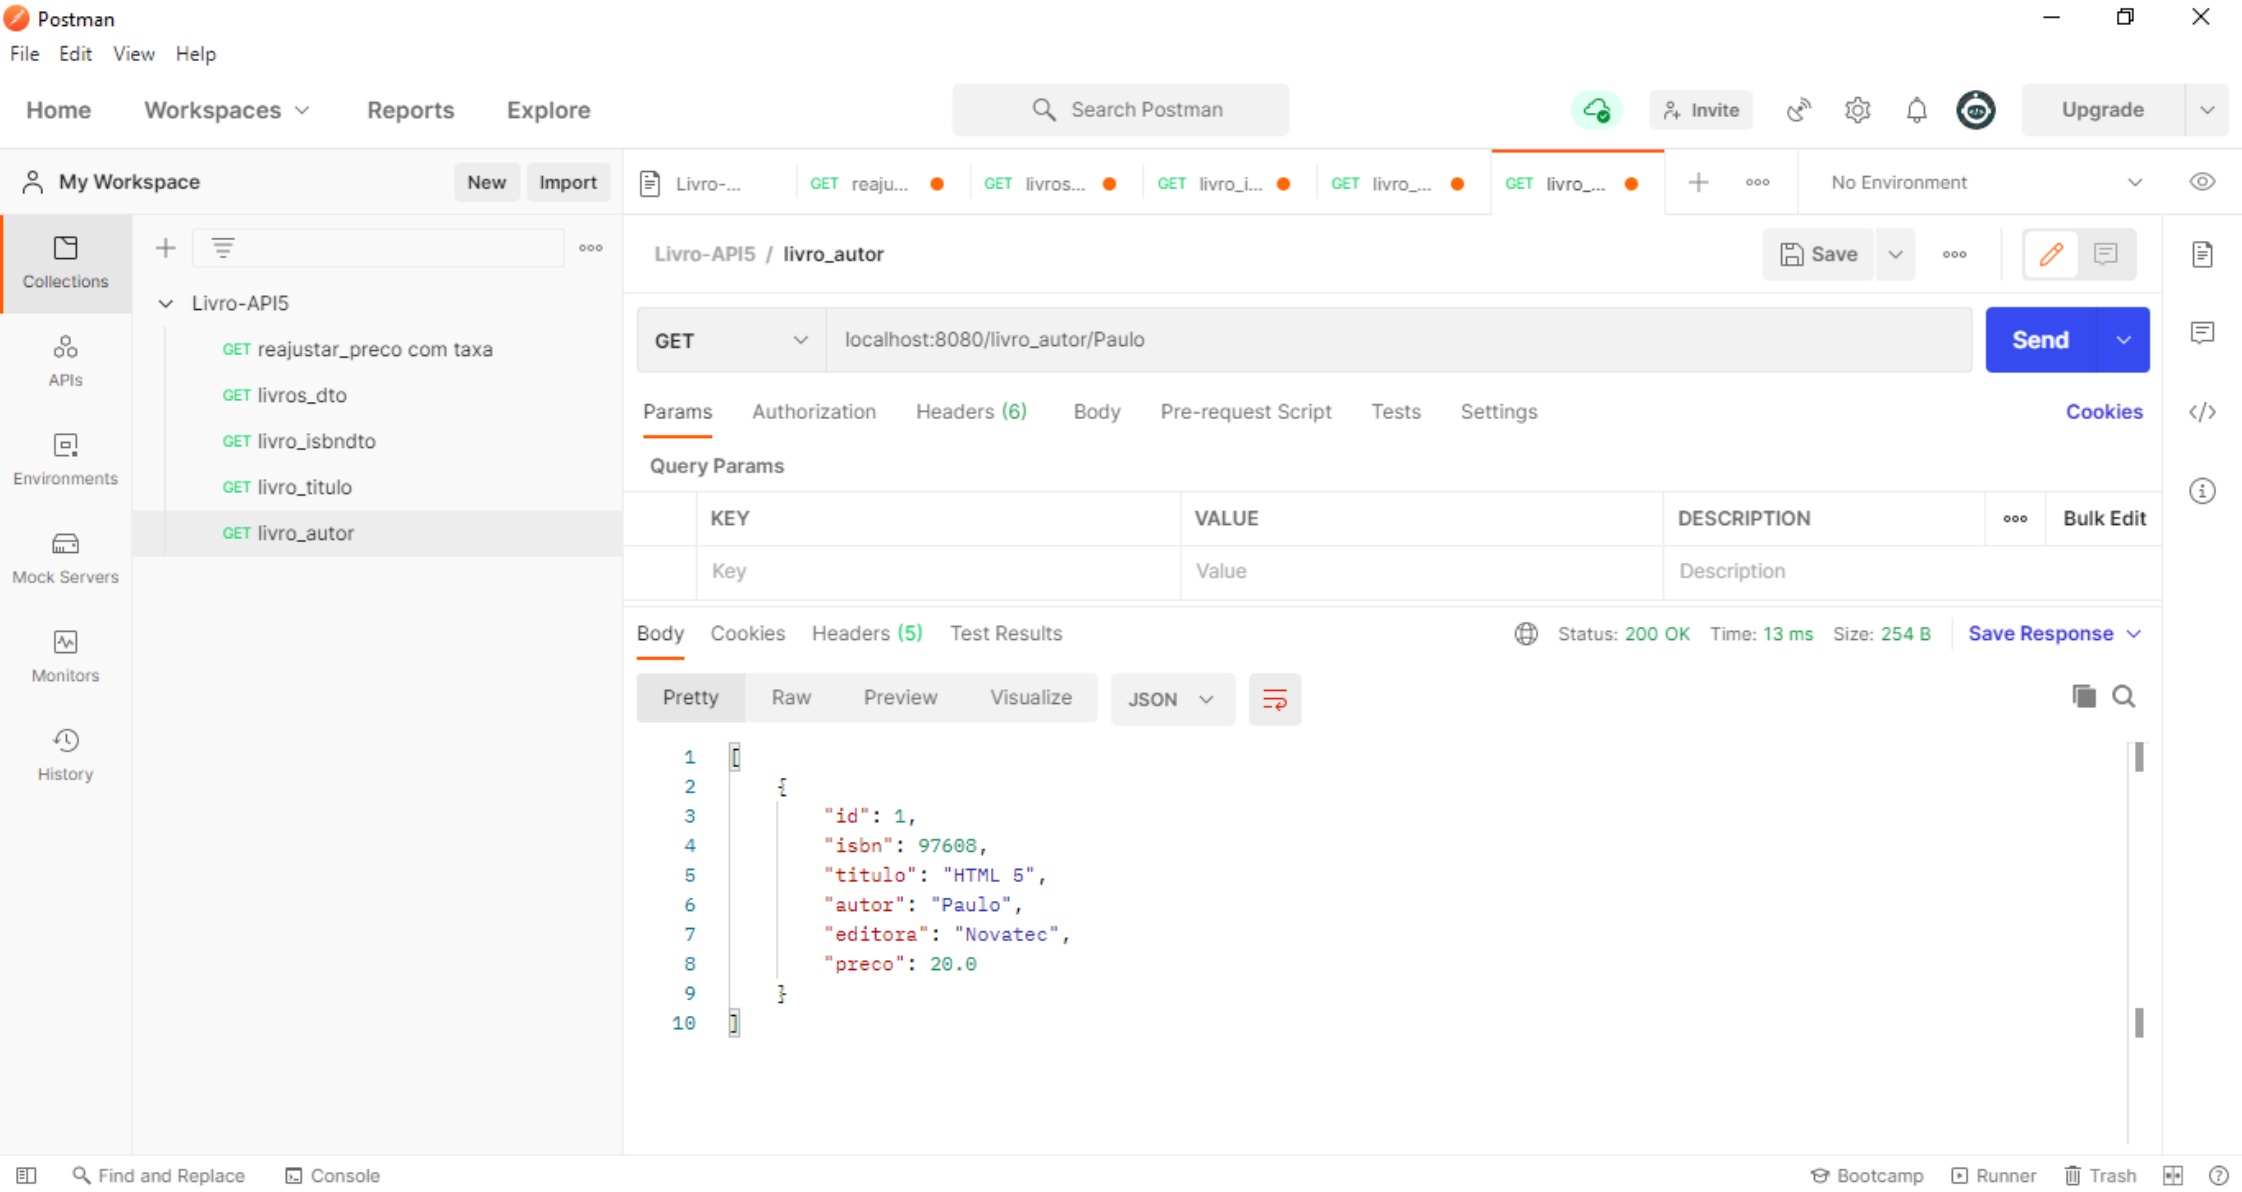 Postman
File Edit View Help
Home Workspaces Reports Explore Search Postman Invite Upgrade
My Workspace New Import Livro-... GET reaju... GET livros... GET livro_i... GET livro_... GET livro_... No Environment
Collections
APIs
Environments
Mock Servers
Monitors
History
Livro-API5
GET reajustar_preco com taxa
GET livros_dto
GET livro_isbndto
GET livro_titulo
GET livro_autor
Livro-API5 / livro_autor Save
GET localhost:8080/livro_autor/Paulo Send
Params Authorization Headers (6) Body Pre-request Script Tests Settings Cookies
Query Params
KEY VALUE DESCRIPTION Bulk Edit
Key Value Description
Body Cookies Headers (5) Test Results Status: 200 OK Time: 13 ms Size: 254 B Save Response
Pretty Raw Preview Visualize JSON
1 [
2 {
3 "id": 1,
4 "isbn": 97608,
5 "titulo": "HTML 5",
6 "autor": "Paulo",
7 "editora": "Novatec",
8 "preco": 20.0
9 }
10 ]
Find and Replace Console Bootcamp Runner Trash